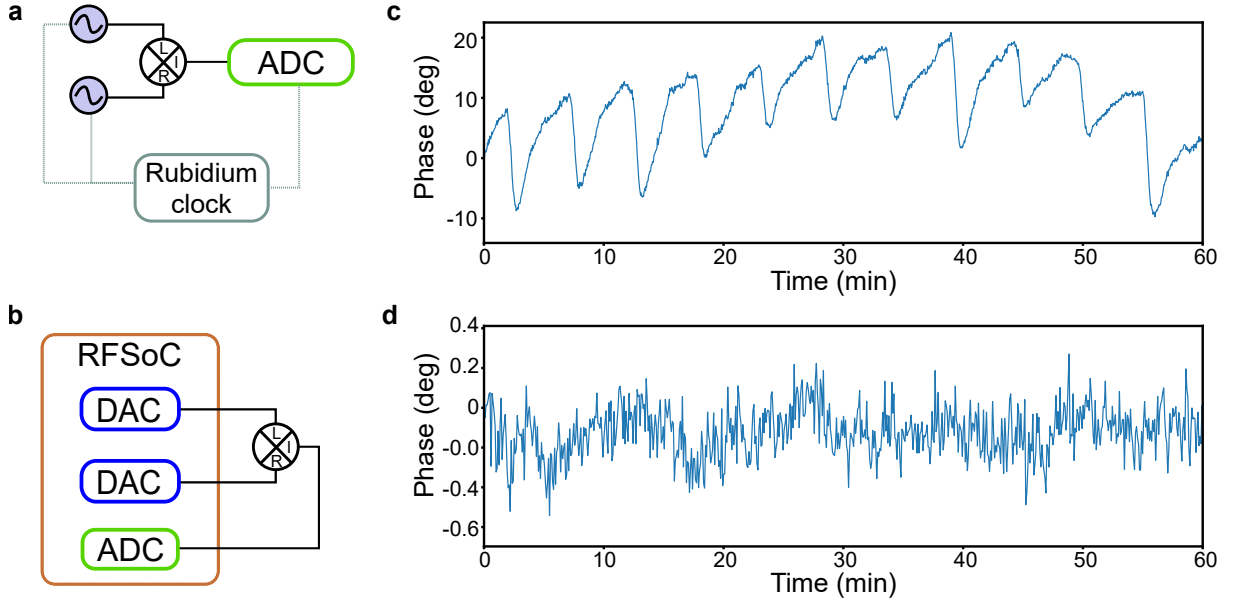 a
L
I
R
ADC
Rubidium
clock
b
RFSoC
DAC
DAC
ADC
L
I
R
c
Phase (deg)
20
10
0
-10
0 10 20 30 40 50 60
Time (min)
d
Phase (deg)
0.4
0.2
0
-0.0
-0.4
-0.6
0 10 20 30 40 50 60
Time (min)